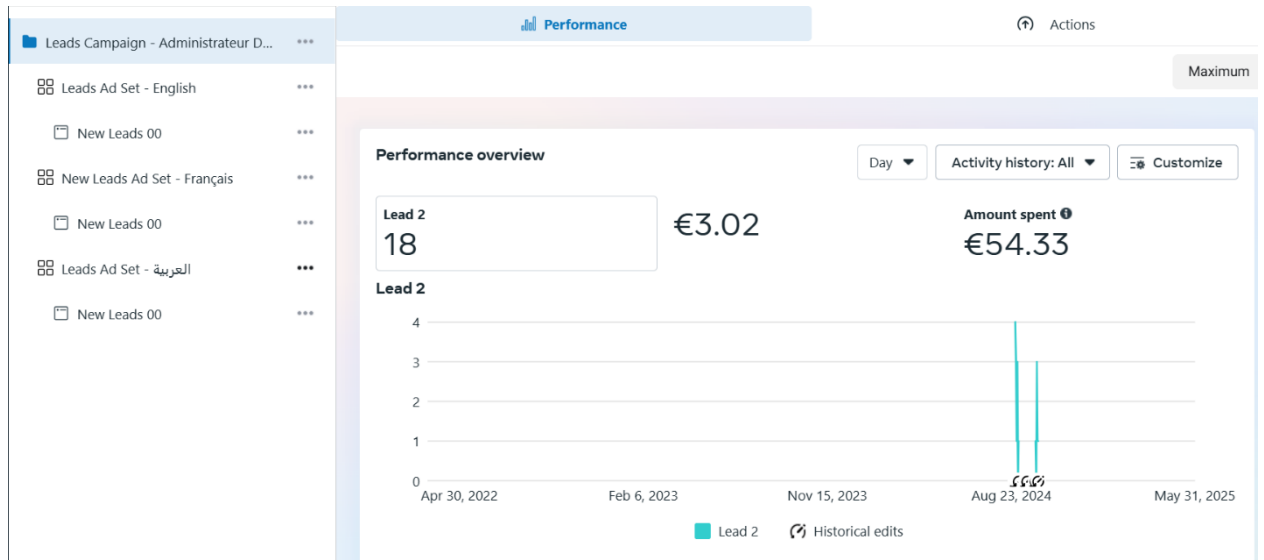 Leads Campaign - Administrateur D...
Leads Ad Set - English
New Leads 00
New Leads Ad Set - Français
New Leads 00
Leads Ad Set - العربية
New Leads 00
Performance
Actions
Maximum
Performance overview
Day
Activity history: All
Customize
Lead 2
18
€3.02
Amount spent
€54.33
Lead 2
4
3
2
1
0
Apr 30, 2022 Feb 6, 2023 Nov 15, 2023 Aug 23, 2024 May 31, 2025
Lead 2 Historical edits